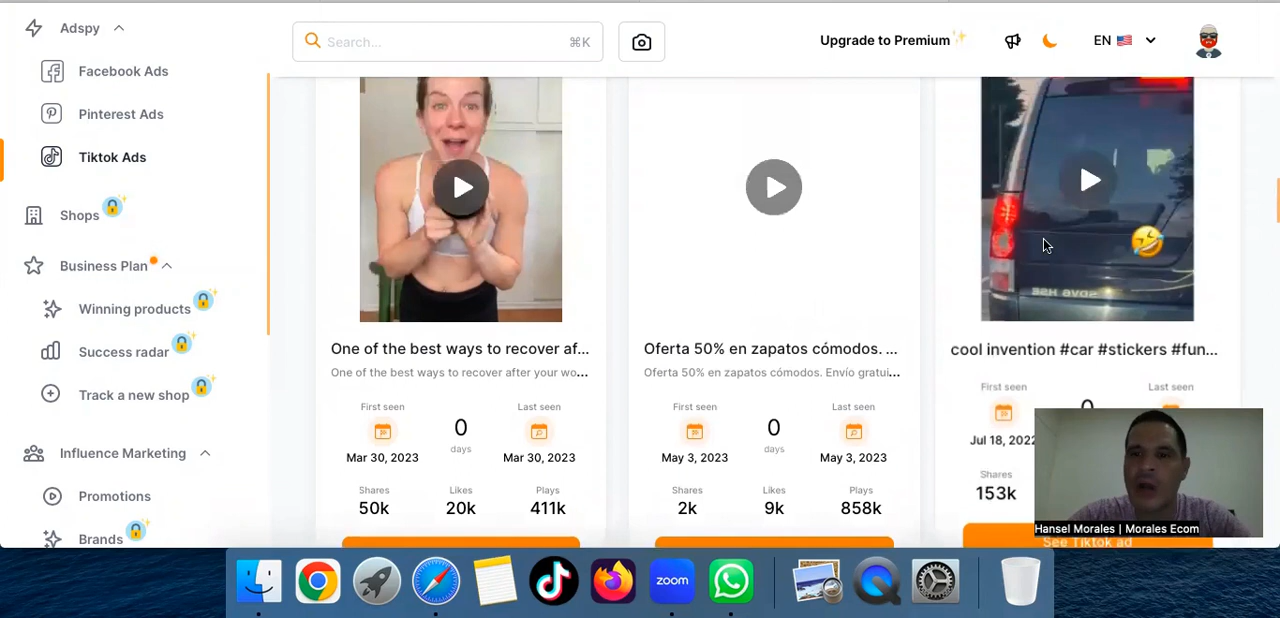 Adspy
Facebook Ads
Pinterest Ads
Tiktok Ads
Shops
Business Plan
Winning products
Success radar
Track a new shop
Influence Marketing
Promotions
Brands
Search...
⌘K
Upgrade to Premium
EN
One of the best ways to recover af...
One of the best ways to recover after your wo...
First seen
0
days
Last seen
Mar 30, 2023
Mar 30, 2023
Shares
Likes
Plays
50k
20k
411k
Oferta 50% en zapatos cómodos. ...
Oferta 50% en zapatos cómodos. Envío gratui...
First seen
0
days
Last seen
May 3, 2023
May 3, 2023
Shares
Likes
Plays
2k
9k
858k
cool invention #car #stickers #fun...
First seen
Last seen
0
Jul 18, 2022
Shares
153k
See Tiktok ad
Hansel Morales | Morales Ecom
zoom